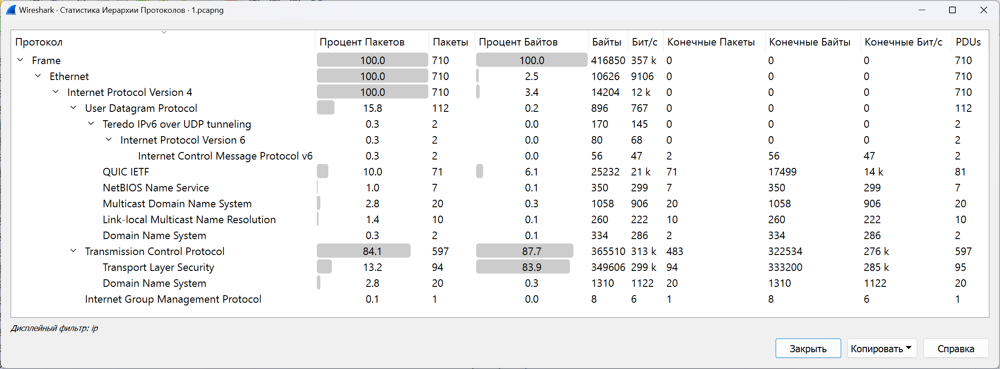 Wireshark · Статистика Иерархии Протоколов · 1.pcapng
Протокол Процент Пакетов Пакеты Процент Байтов Байты Бит/с Конечные Пакеты Конечные Байты Конечные Бит/с PDUs
Frame 100.0 710 100.0 416850 357 k 0 0 0 710
Ethernet 100.0 710 2.5 10626 9106 0 0 0 710
Internet Protocol Version 4 100.0 710 3.4 14204 12 k 0 0 0 710
User Datagram Protocol 15.8 112 0.2 896 767 0 0 0 112
Teredo IPv6 over UDP tunneling 0.3 2 0.0 170 145 0 0 0 2
Internet Protocol Version 6 0.3 2 0.0 80 68 0 0 0 2
Internet Control Message Protocol v6 0.3 2 0.0 56 47 2 56 47 2
QUIC IETF 10.0 71 6.1 25232 21 k 71 17499 14 k 81
NetBIOS Name Service 1.0 7 0.1 350 299 7 350 299 7
Multicast Domain Name System 2.8 20 0.3 1058 906 20 1058 906 20
Link-local Multicast Name Resolution 1.4 10 0.1 260 222 10 260 222 10
Domain Name System 0.3 2 0.1 334 286 2 334 286 2
Transmission Control Protocol 84.1 597 87.7 365510 313 k 483 322534 276 k 597
Transport Layer Security 13.2 94 83.9 349606 299 k 94 333200 285 k 95
Domain Name System 2.8 20 0.3 1310 1122 20 1310 1122 20
Internet Group Management Protocol 0.1 1 0.0 8 6 1 8 6 1
Дисплейный фильтр: ip
Закрыть Копировать Справка